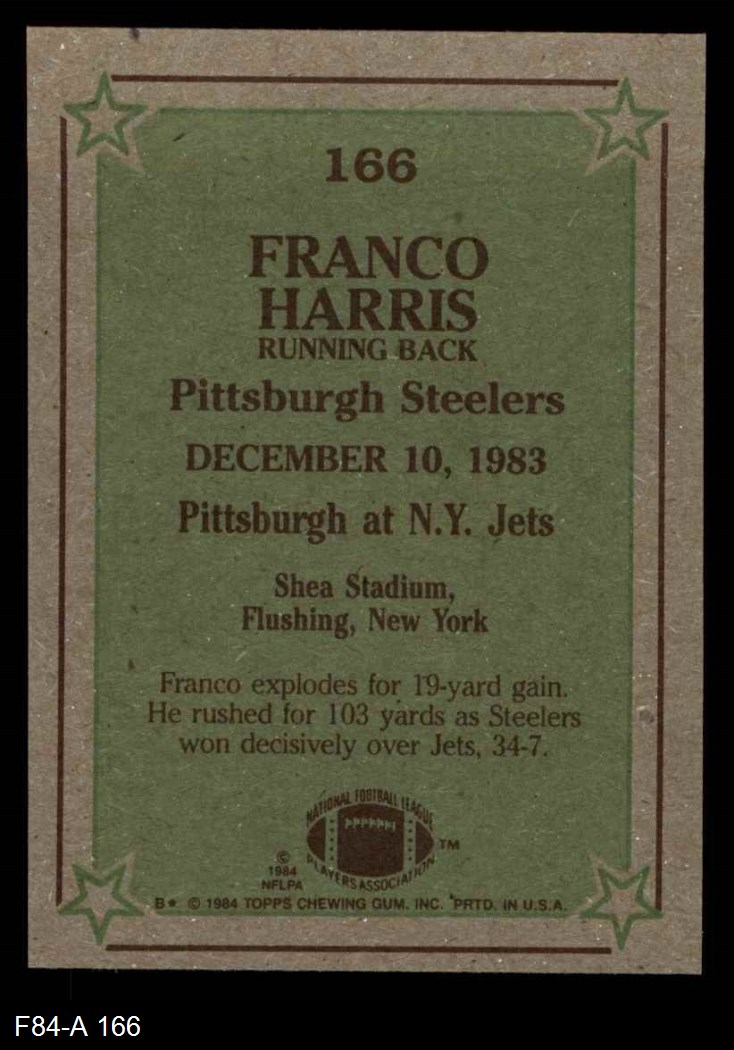 166
FRANCO
HARRIS
RUNNING BACK
Pittsburgh Steelers
DECEMBER 10, 1983
Pittsburgh at N.Y. Jets
Shea Stadium,
Flushing, New York
Franco explodes for 19-yard gain.
He rushed for 103 yards as Steelers
won decisively over Jets, 34-7.
NATIONAL FOOTBALL LEAGUE
PLAYERS ASSOCIATION
TM
©
1984
NFLPA
B* © 1984 TOPPS CHEWING GUM, INC. *PRTD. IN U.S.A.
F84-A 166